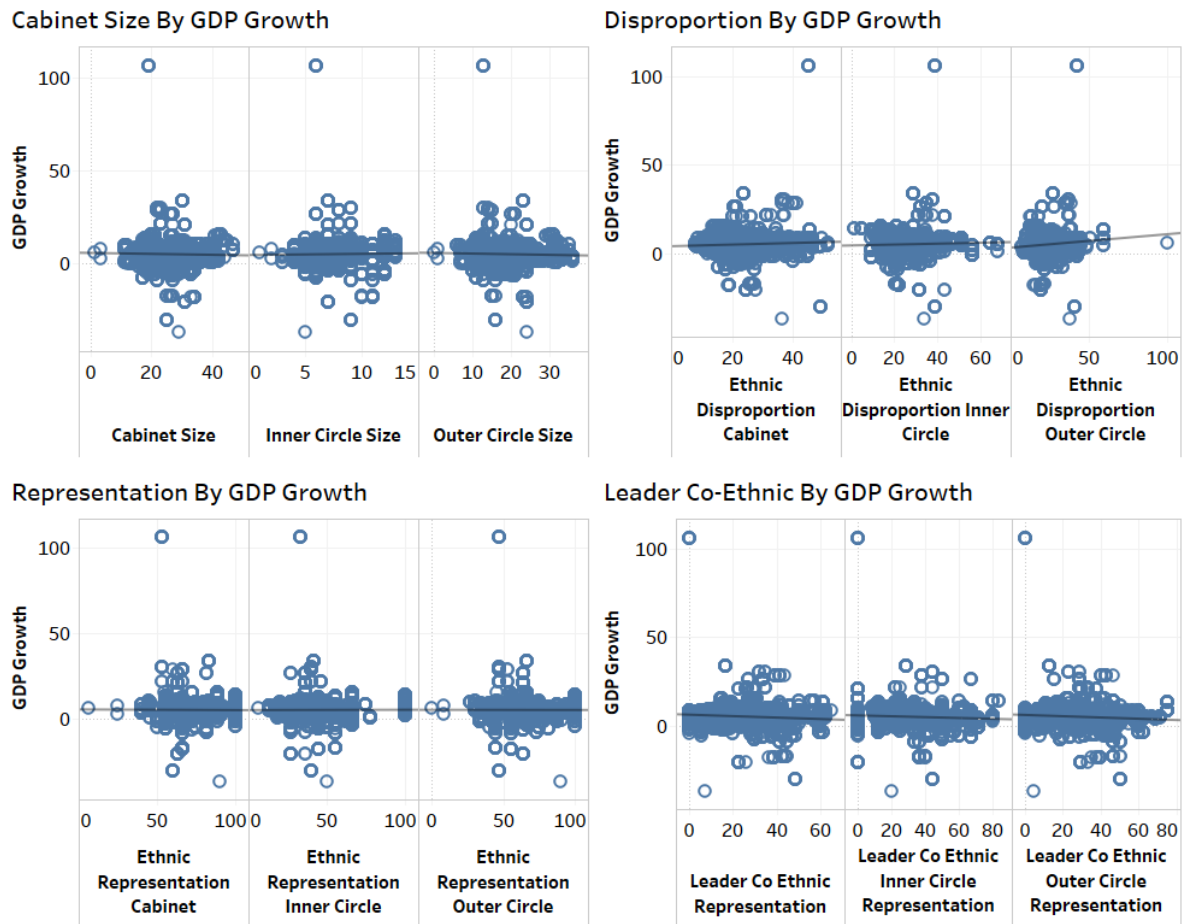 Cabinet Size By GDP Growth
GDP Growth
100
50
0
0 20 40
0 5 10 15
0 10 20 30
Cabinet Size
Inner Circle Size
Outer Circle Size
Disproportion By GDP Growth
GDP Growth
100
50
0
0 20 40
0 20 40 60
0 50 100
Ethnic
Disproportion
Cabinet
Ethnic
Disproportion Inner
Circle
Ethnic
Disproportion
Outer Circle
Representation By GDP Growth
GDP Growth
100
50
0
0 50 100
0 50 100
0 50 100
Ethnic
Representation
Cabinet
Ethnic
Representation
Inner Circle
Ethnic
Representation
Outer Circle
Leader Co-Ethnic By GDP Growth
GDP Growth
100
50
0
0 20 40 60
0 20 40 60 80
0 20 40 60 80
Leader Co Ethnic
Representation
Leader Co Ethnic
Inner Circle
Representation
Leader Co Ethnic
Outer Circle
Representation